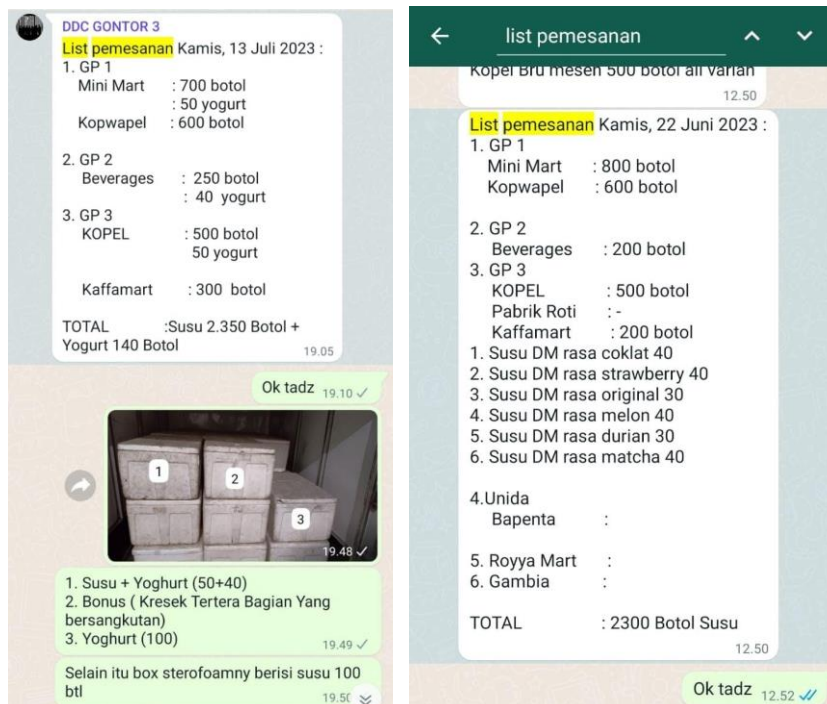 DDC GONTOR 3
List pemesanan Kamis, 13 Juli 2023 :
1. GP 1
Mini Mart : 700 botol
: 50 yogurt
Kopwapel : 600 botol
2. GP 2
Beverages : 250 botol
: 40 yogurt
3. GP 3
KOPEL : 500 botol
50 yogurt
Kaffamart : 300 botol
TOTAL :Susu 2.350 Botol +
Yogurt 140 Botol
19.05
Ok tadz 19.10
1
2
3
19.48
1. Susu + Yoghurt (50+40)
2. Bonus ( Kresek Tertera Bagian Yang
bersangkutan)
3. Yoghurt (100)
19.49
Selain itu box sterofoamny berisi susu 100
btl
19.50
list pemesanan
Kopel Bru mesen 500 botol all varian
12.50
List pemesanan Kamis, 22 Juni 2023 :
1. GP 1
Mini Mart : 800 botol
Kopwapel : 600 botol
2. GP 2
Beverages : 200 botol
3. GP 3
KOPEL : 500 botol
Pabrik Roti : -
Kaffamart : 200 botol
1. Susu DM rasa coklat 40
2. Susu DM rasa strawberry 40
3. Susu DM rasa original 30
4. Susu DM rasa melon 40
5. Susu DM rasa durian 30
6. Susu DM rasa matcha 40
4.Unida
Bapenta :
5. Royya Mart :
6. Gambia :
TOTAL : 2300 Botol Susu
12.50
Ok tadz 12.52